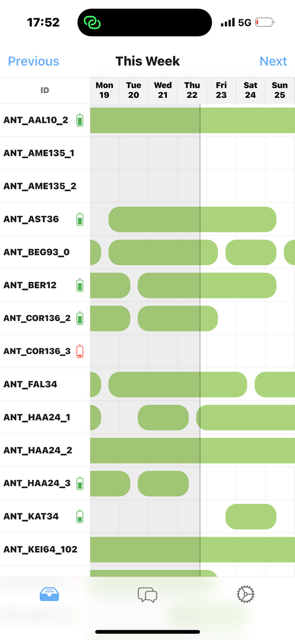 17:52
5G
Previous This Week Next
ID Mon Tue Wed Thu Fri Sat Sun
19 20 21 22 23 24 25
ANT_AAL10_2
ANT_AME135_1
ANT_AME135_2
ANT_AST36
ANT_BEG93_0
ANT_BER12
ANT_COR136_2
ANT_COR136_3
ANT_FAL34
ANT_HAA24_1
ANT_HAA24_2
ANT_HAA24_3
ANT_KAT34
ANT_KEI64_102